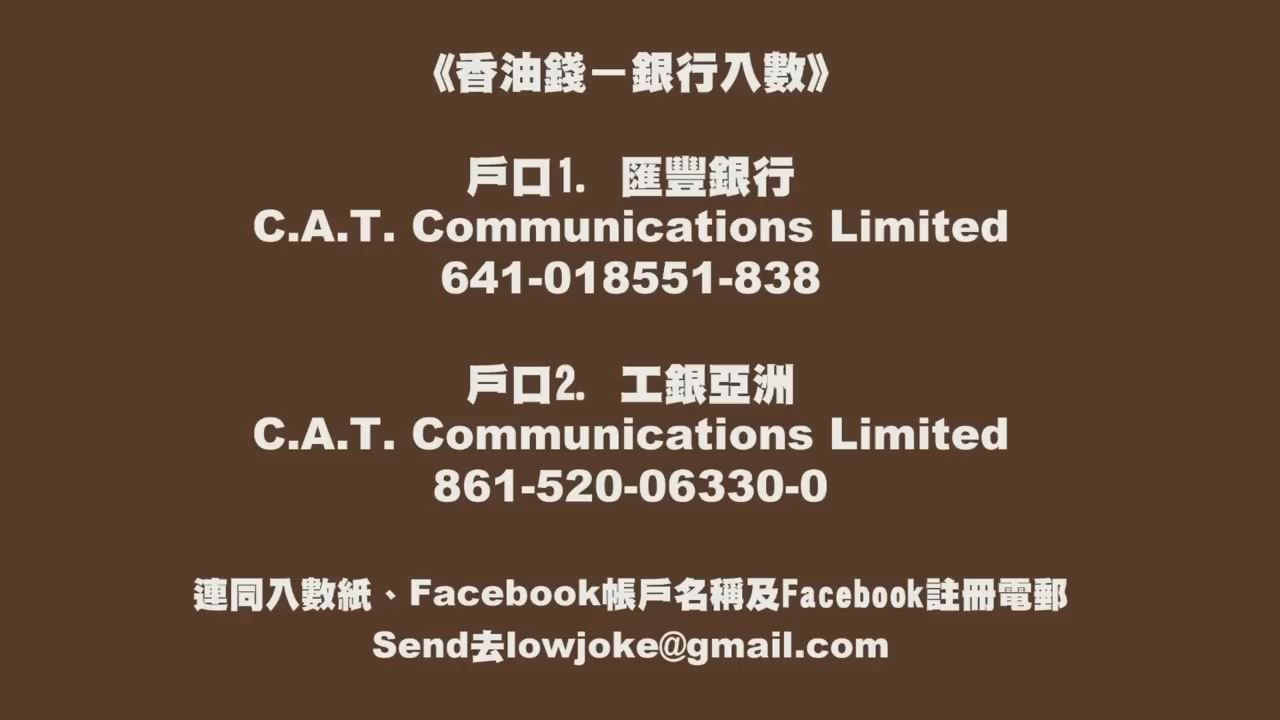 《香油錢－銀行入數》
戶口1. 匯豐銀行
C.A.T. Communications Limited
641-018551-838
戶口2. 工銀亞洲
C.A.T. Communications Limited
861-520-06330-0
連同入數紙、Facebook帳戶名稱及Facebook註冊電郵
Send去lowjoke@gmail.com